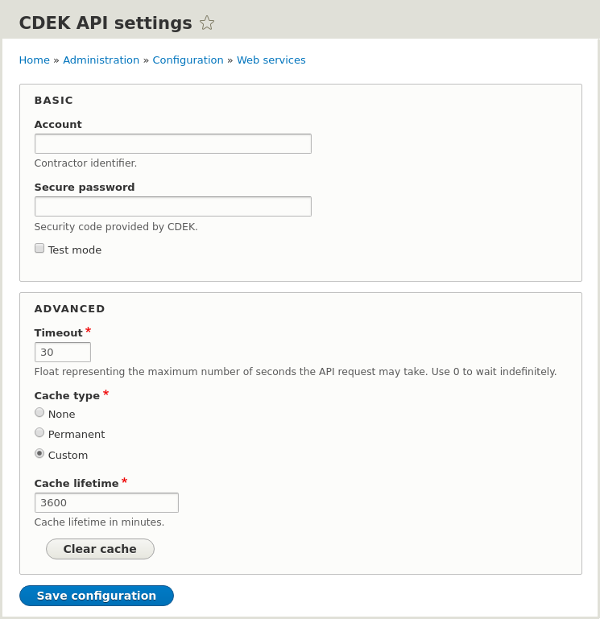 CDEK API settings
Home » Administration » Configuration » Web services
BASIC
Account
Contractor identifier.
Secure password
Security code provided by CDEK.
Test mode
ADVANCED
Timeout *
30
Float representing the maximum number of seconds the API request may take. Use 0 to wait indefinitely.
Cache type *
None
Permanent
Custom
Cache lifetime *
3600
Cache lifetime in minutes.
Clear cache
Save configuration